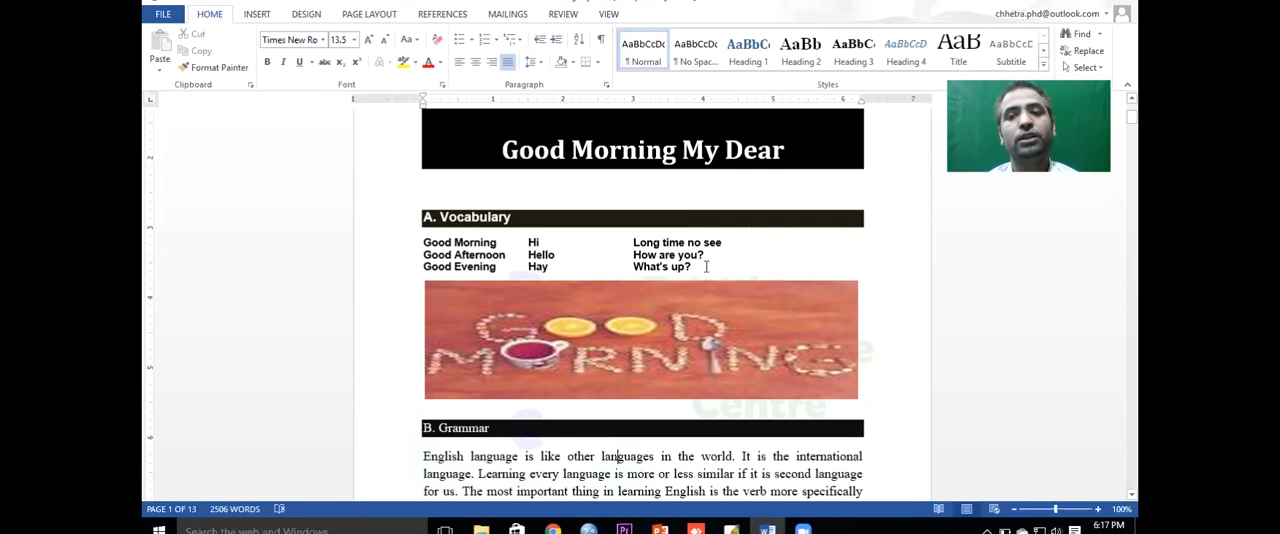 FILE HOME INSERT DESIGN PAGE LAYOUT REFERENCES MAILINGS REVIEW VIEW chhetra.phd@outlook.com
Cut
Copy
Paste
Format Painter
Clipboard
Times New Ro 13.5
Font
Paragraph
AaBbCcDc AaBbCcDc AaBbC AaBb AaBbC AaBbCcD AaB AaBbCcD
¶ Normal ¶ No Spac... Heading 1 Heading 2 Heading 3 Heading 4 Title Subtitle
Styles
Find
Replace
Select
Good Morning My Dear
A. Vocabulary
Good Morning Hi Long time no see
Good Afternoon Hello How are you?
Good Evening Hay What's up?
GOOD
MORNING
Centre
B. Grammar
English language is like other languages in the world. It is the international
language. Learning every language is more or less similar if it is second language
for us. The most important thing in learning English is the verb more specifically
PAGE 1 OF 13 2506 WORDS 100%
Search the web and Windows 6:17 PM